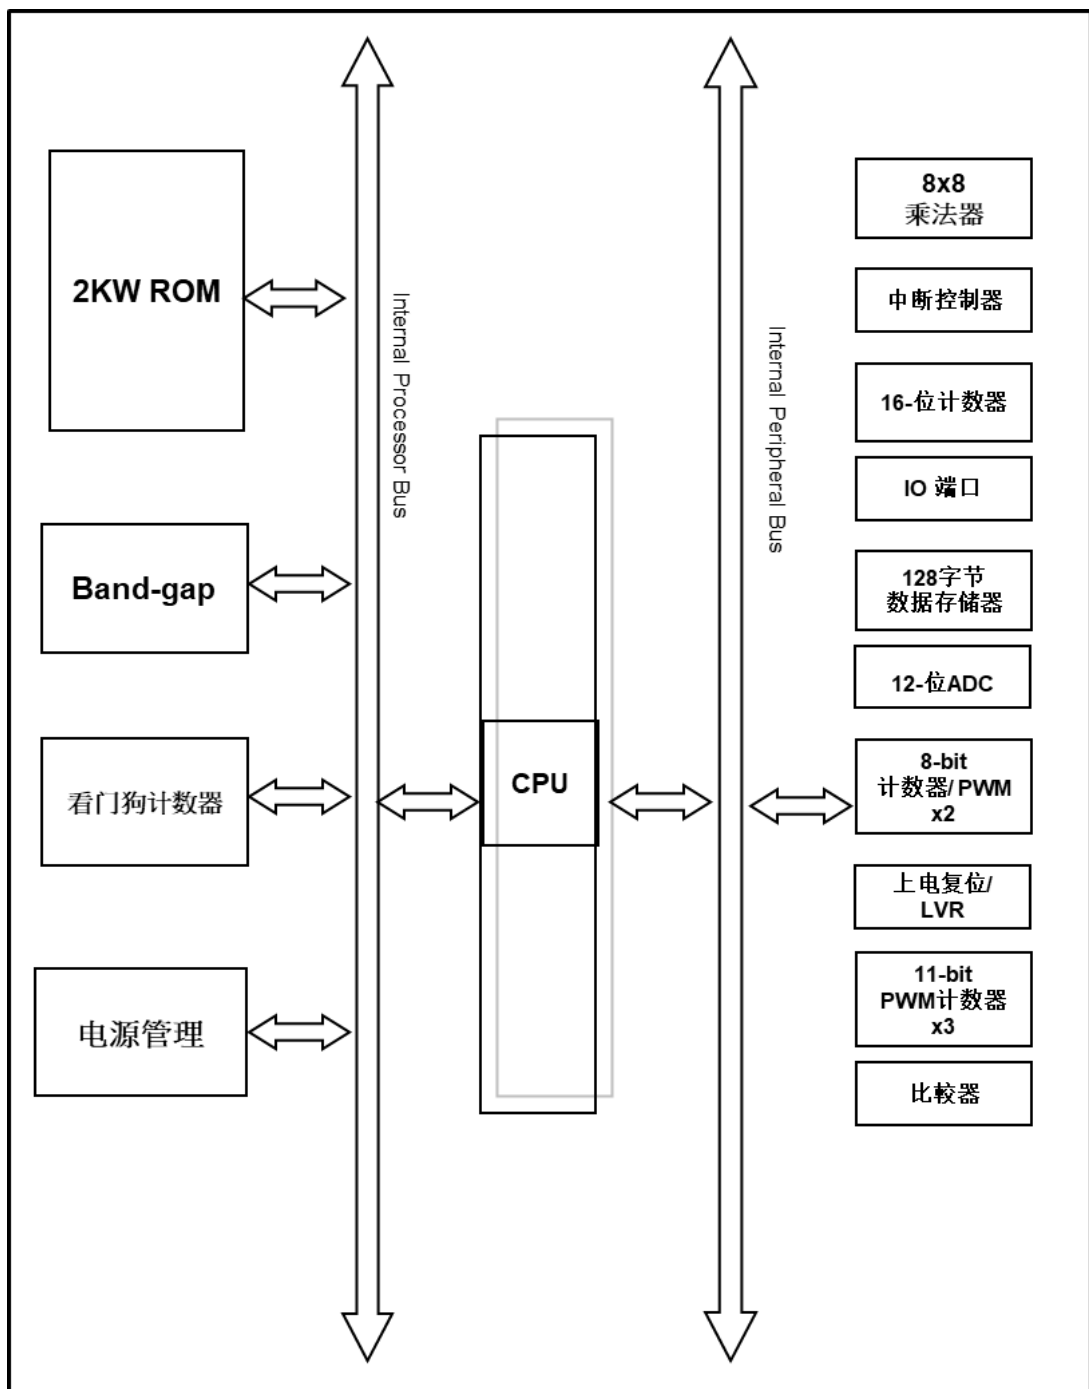 2KW ROM
Band-gap
看门狗计数器
电源管理
Internal Processor Bus
CPU
Internal Peripheral Bus
8x8
乘法器
中断控制器
16-位计数器
IO 端口
128字节
数据存储器
12-位ADC
8-bit
计数器/ PWM
x2
上电复位/
LVR
11-bit
PWM计数器
x3
比較器